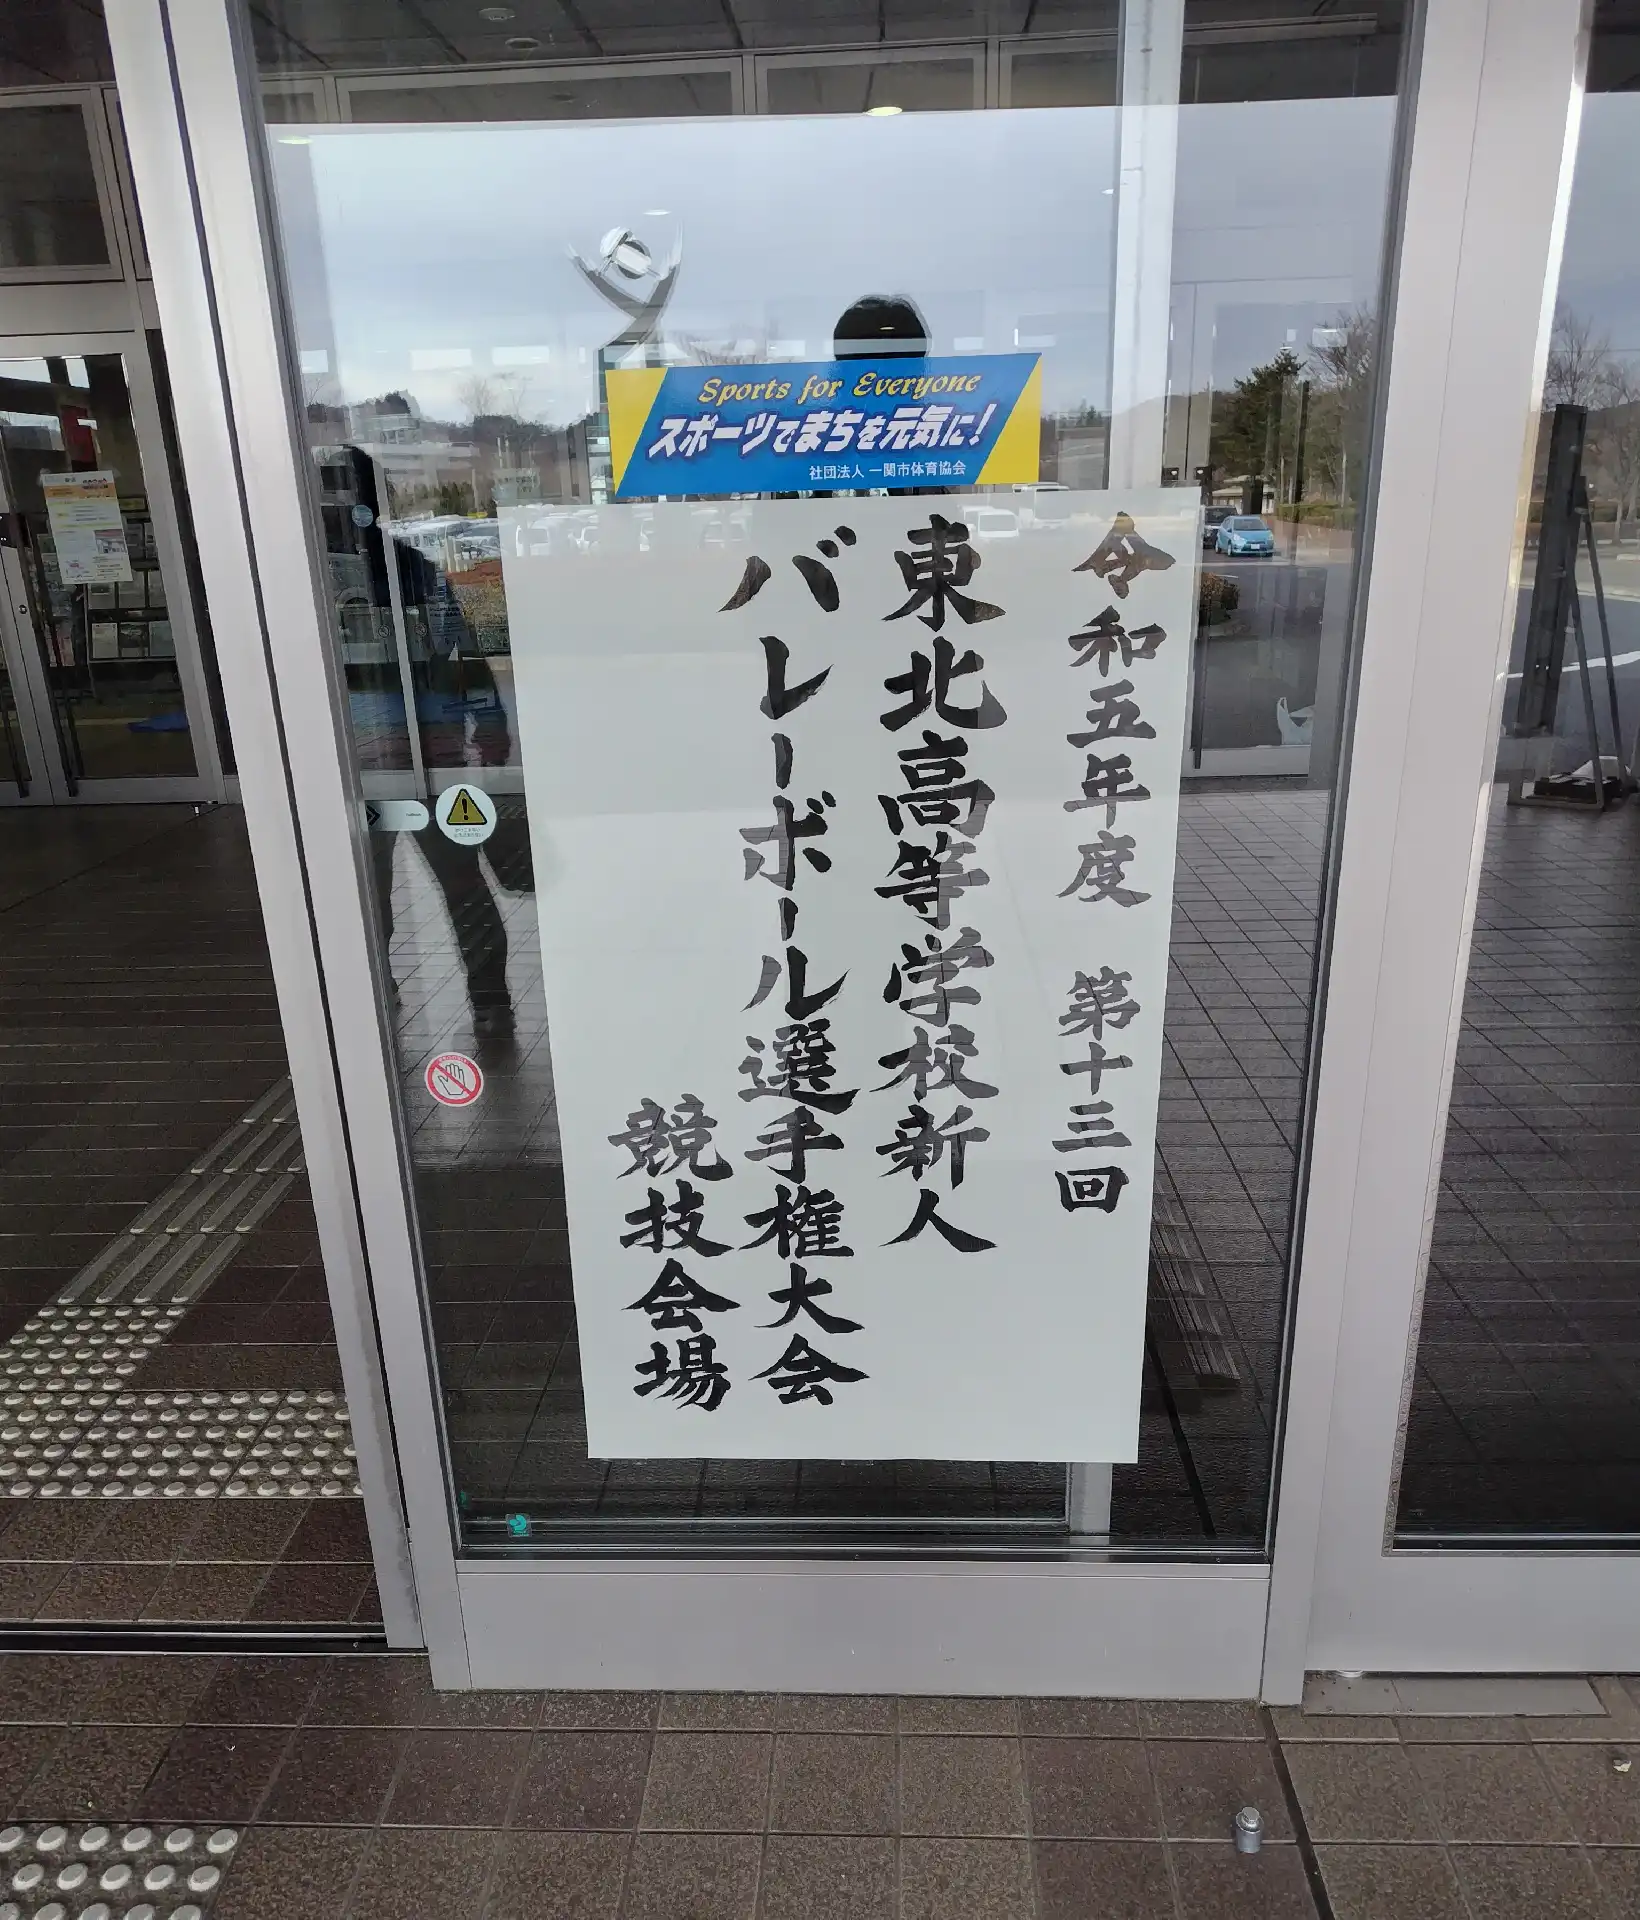 Sports for Everyone
スポーツでまちを元気に!
社団法人 一関市体育協会
令和五年度 第十三回
東北高等学校新人
バレーボール選手権大会
競技会場